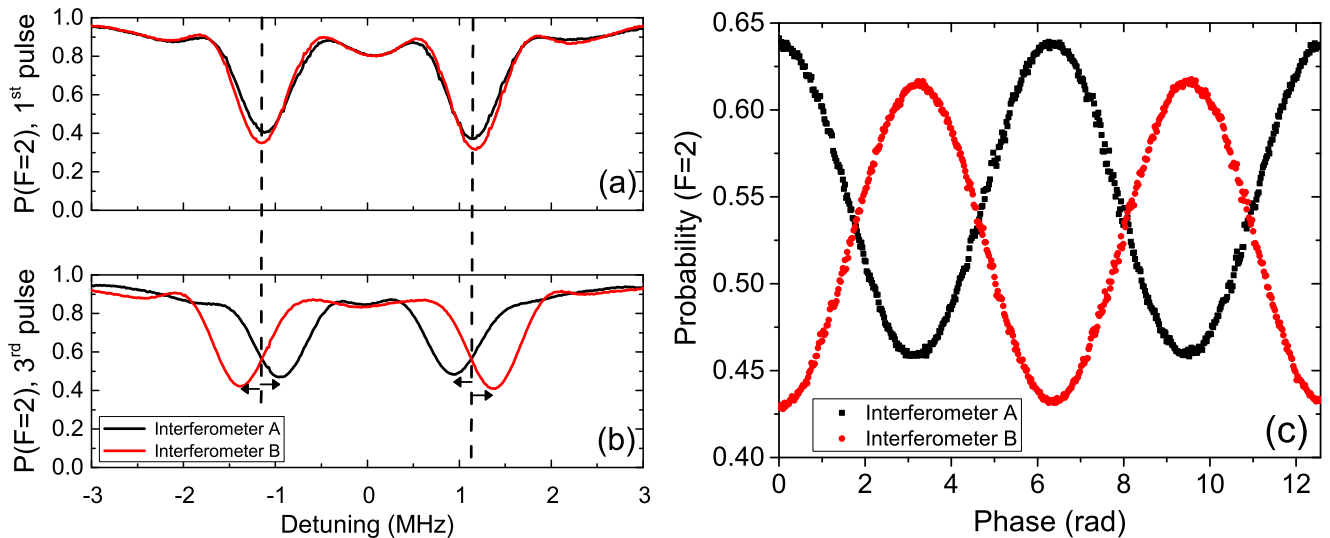 P(F=2), 1st pulse
1.0
0.8
0.6
0.4
0.2
0.0
(a)
P(F=2), 3rd pulse
1.0
0.8
0.6
0.4
0.2
0.0
Interferometer A
Interferometer B
(b)
-3 -2 -1 0 1 2 3
Detuning (MHz)
Probability (F=2)
0.65
0.60
0.55
0.50
0.45
0.40
Interferometer A
Interferometer B
(c)
0 2 4 6 8 10 12
Phase (rad)